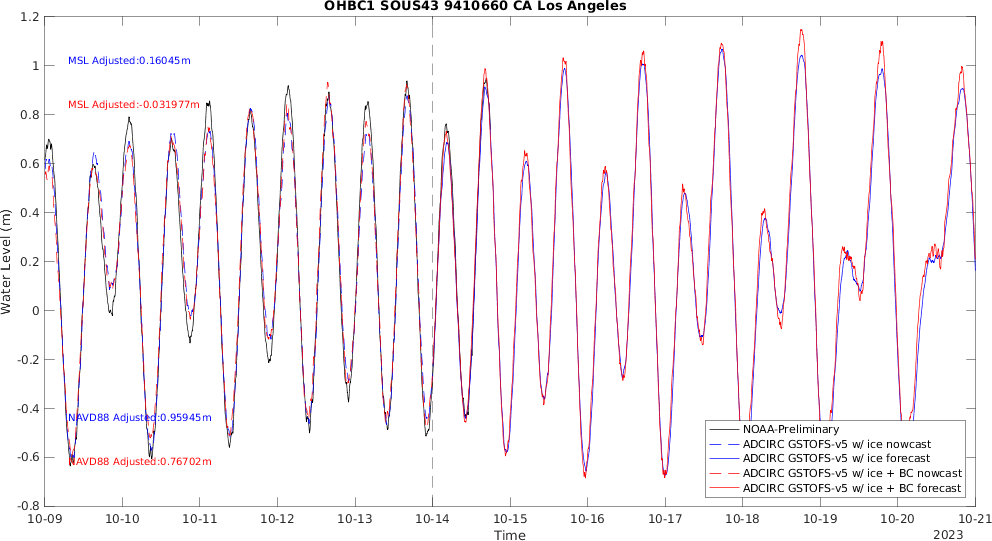 OHBC1 SOUS43 9410660 CA Los Angeles
1.2
1
0.8
0.6
0.4
0.2
0
-0.2
-0.4
-0.6
-0.8
Water Level (m)
MSL Adjusted:0.16045m
MSL Adjusted:-0.031977m
NAVD88 Adjusted:0.95945m
NAVD88 Adjusted:0.76702m
NOAA-Preliminary
ADCIRC GSTOFS-v5 w/ ice nowcast
ADCIRC GSTOFS-v5 w/ ice forecast
ADCIRC GSTOFS-v5 w/ ice + BC nowcast
ADCIRC GSTOFS-v5 w/ ice + BC forecast
10-09 10-10 10-11 10-12 10-13 10-14 10-15 10-16 10-17 10-18 10-19 10-20 10-21
Time
2023